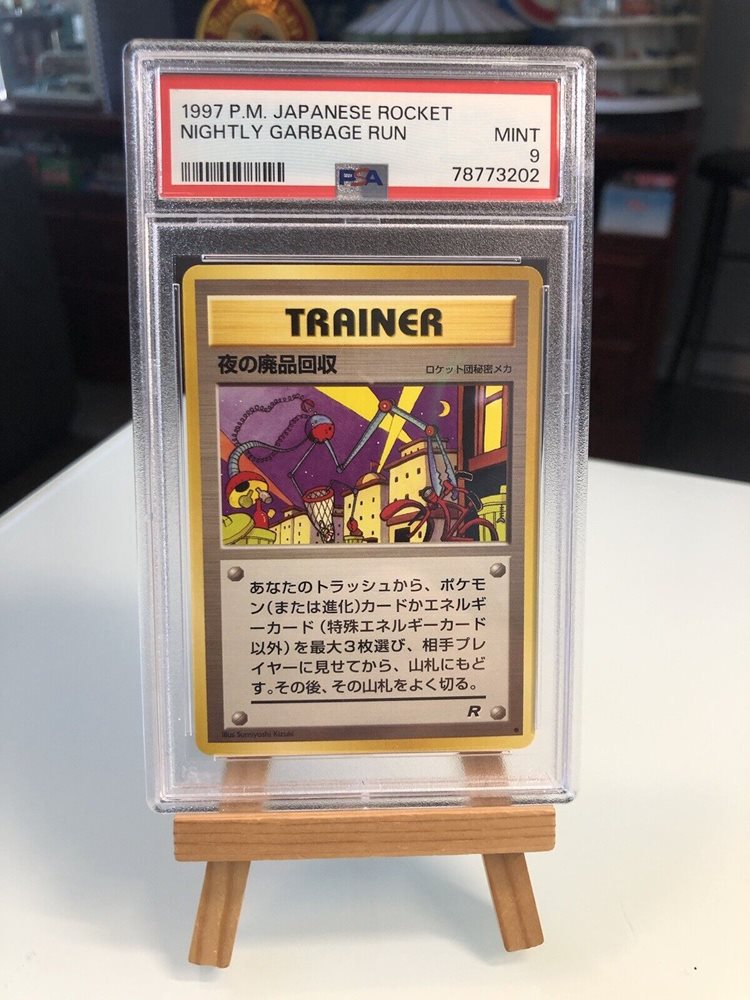 1997 P.M. JAPANESE ROCKET
NIGHTLY GARBAGE RUN MINT
9
PSA 78773202
TRAINER
夜の廃品回収 ロケット団秘密メカ
あなたのトラッシュから、ポケモ
ン(または進化)カードかエネルギ
ーカード(特殊エネルギーカード
以外)を最大3枚選び、相手プレ
イヤーに見せてから、山札にもど
す。その後、その山札をよく切る。
R
Illus. Sumiyoshi Kizuki